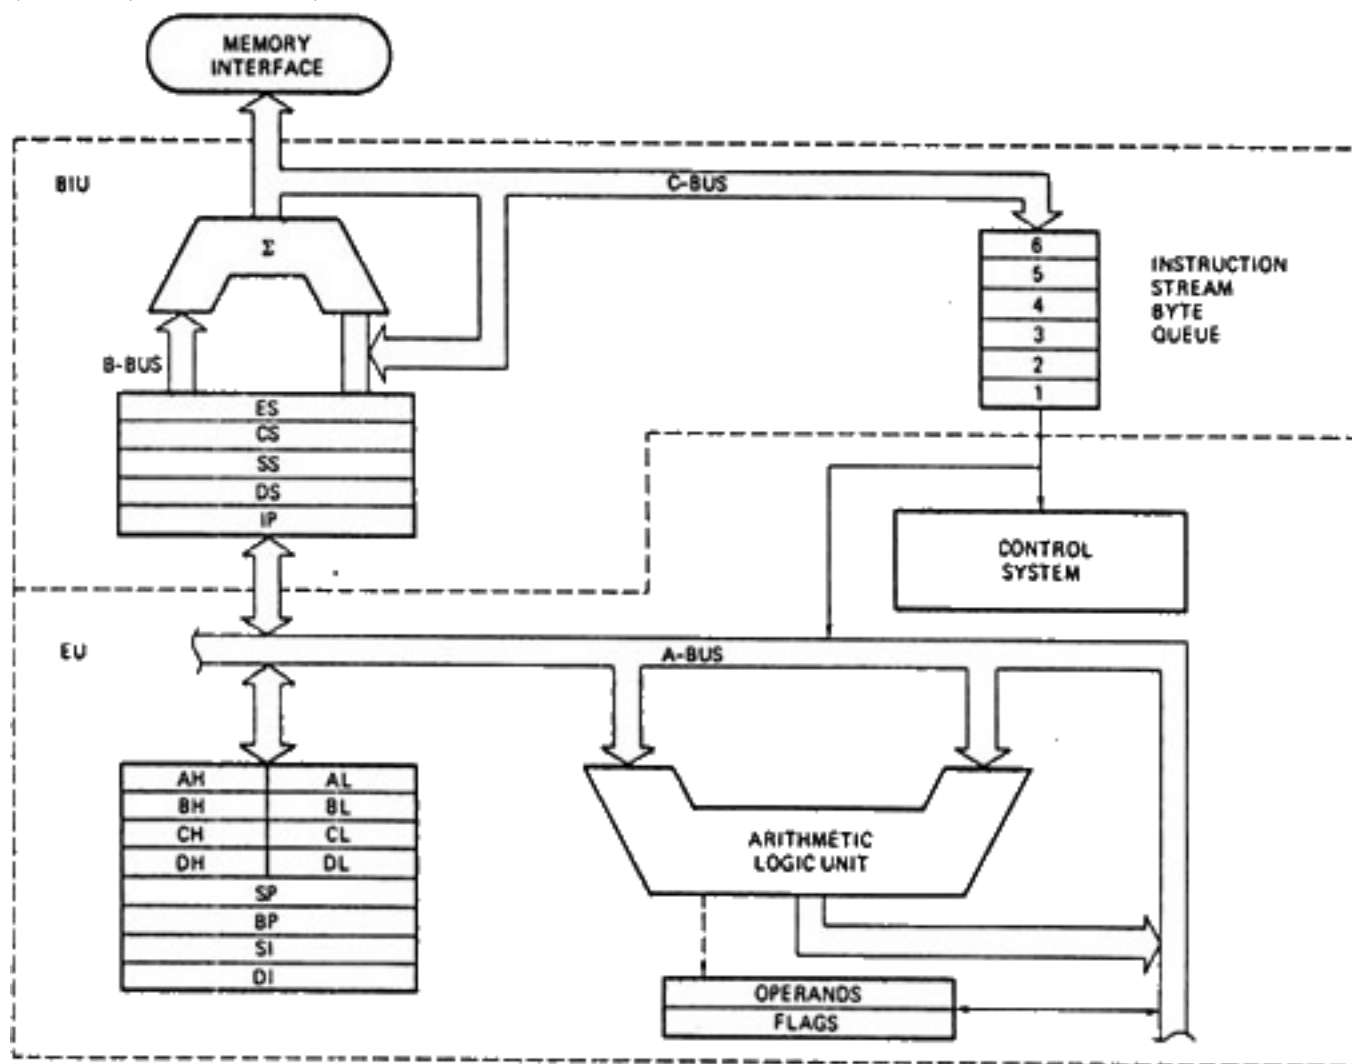 MEMORY
INTERFACE
BIU
C-BUS
Σ
6
5
4
3
2
1
INSTRUCTION
STREAM
BYTE
QUEUE
B-BUS
ES
CS
SS
DS
IP
CONTROL
SYSTEM
EU
A-BUS
AH AL
BH BL
CH CL
DH DL
SP
BP
SI
DI
ARITHMETIC
LOGIC UNIT
OPERANDS
FLAGS